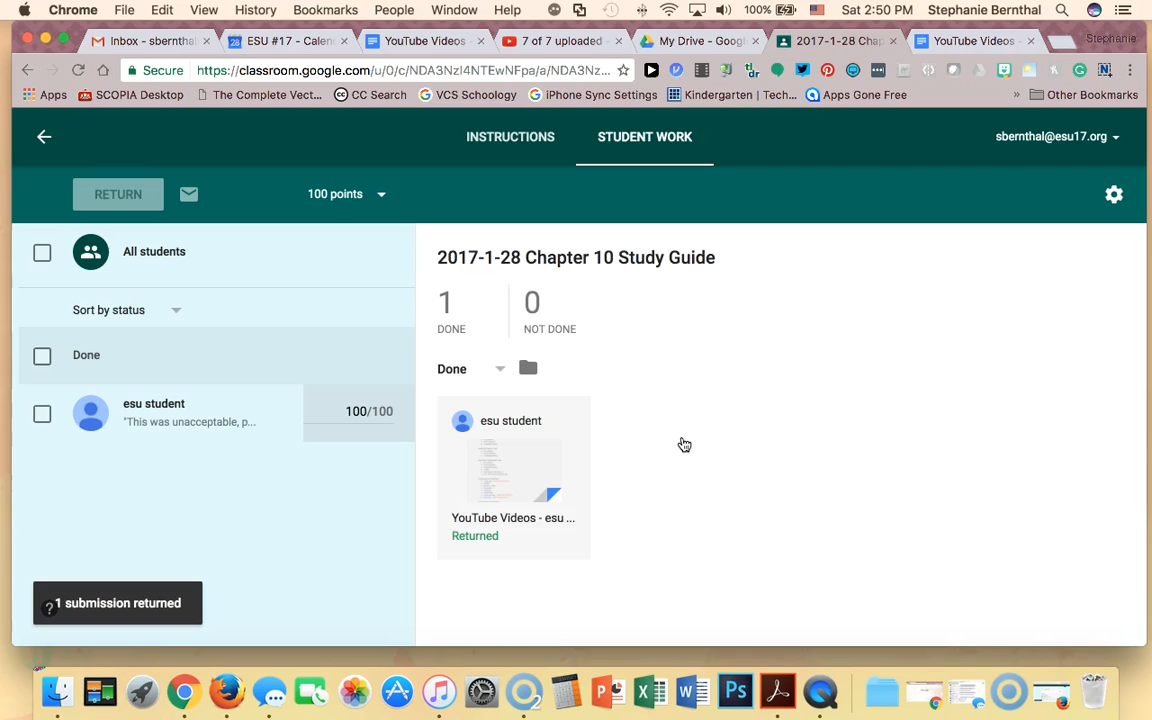 Chrome File Edit View History Bookmarks People Window Help 100% Sat 2:50 PM Stephanie Bernthal
Inbox - sbernthal ESU #17 - Calen YouTube Videos - 7 of 7 uploaded My Drive - Google 2017-1-28 Chap YouTube Videos Stephanie
Secure https://classroom.google.com/u/0/c/NDA3NzI4NTEwNFpa/a/NDA3Nz...
Apps SCOPIA Desktop The Complete Vect... CC Search VCS Schoology iPhone Sync Settings Kindergarten | Tech... Apps Gone Free » Other Bookmarks
INSTRUCTIONS STUDENT WORK sbernthal@esu17.org
RETURN 100 points
All students
2017-1-28 Chapter 10 Study Guide
1 0
DONE NOT DONE
Sort by status
Done
Done
esu student
"This was unacceptable, p...
100/100
esu student
YouTube Videos - esu ...
Returned
1 submission returned
?
2